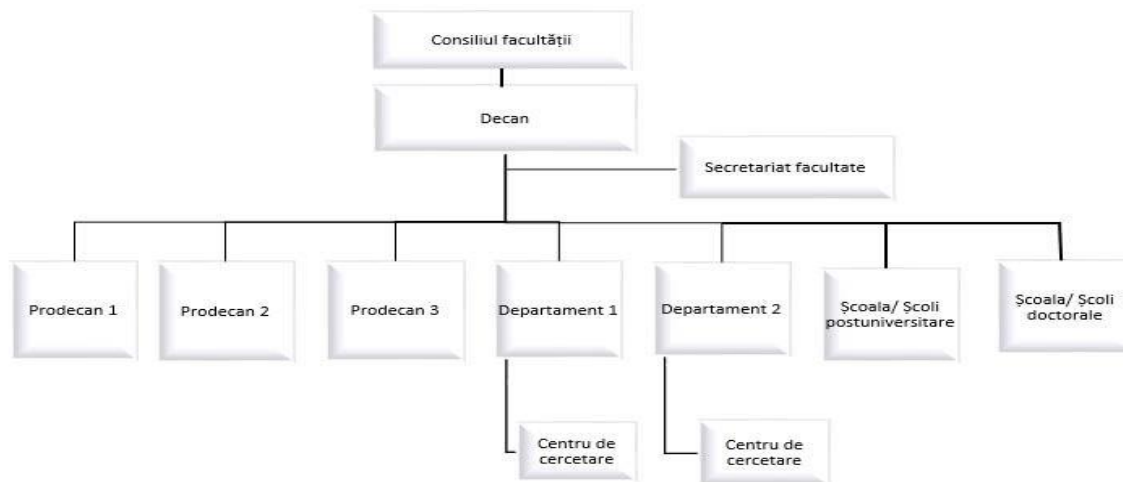 Consiliul facultății
Decan
Secretariat facultate
Prodecan 1
Prodecan 2
Prodecan 3
Departament 1
Departament 2
Școala/ Școli
postuniversitare
Școala/ Școli
doctorale
Centru de
cercetare
Centru de
cercetare